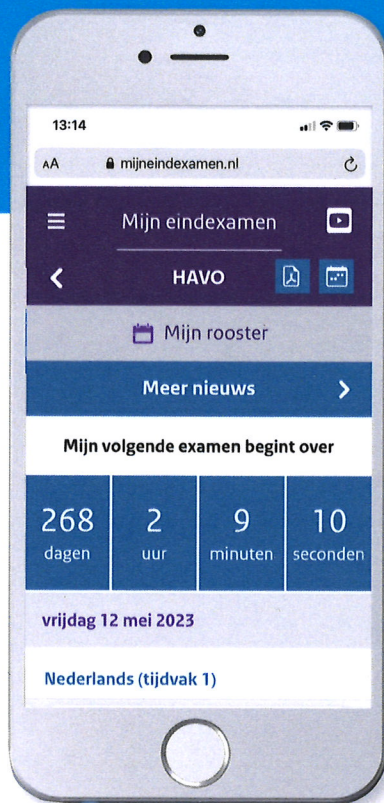 13:14
AA mijneindexamen.nl
Mijn eindexamen
HAVO
Mijn rooster
Meer nieuws
Mijn volgende examen begint over
268 2 9 10
dagen uur minuten seconden
vrijdag 12 mei 2023
Nederlands (tijdvak 1)